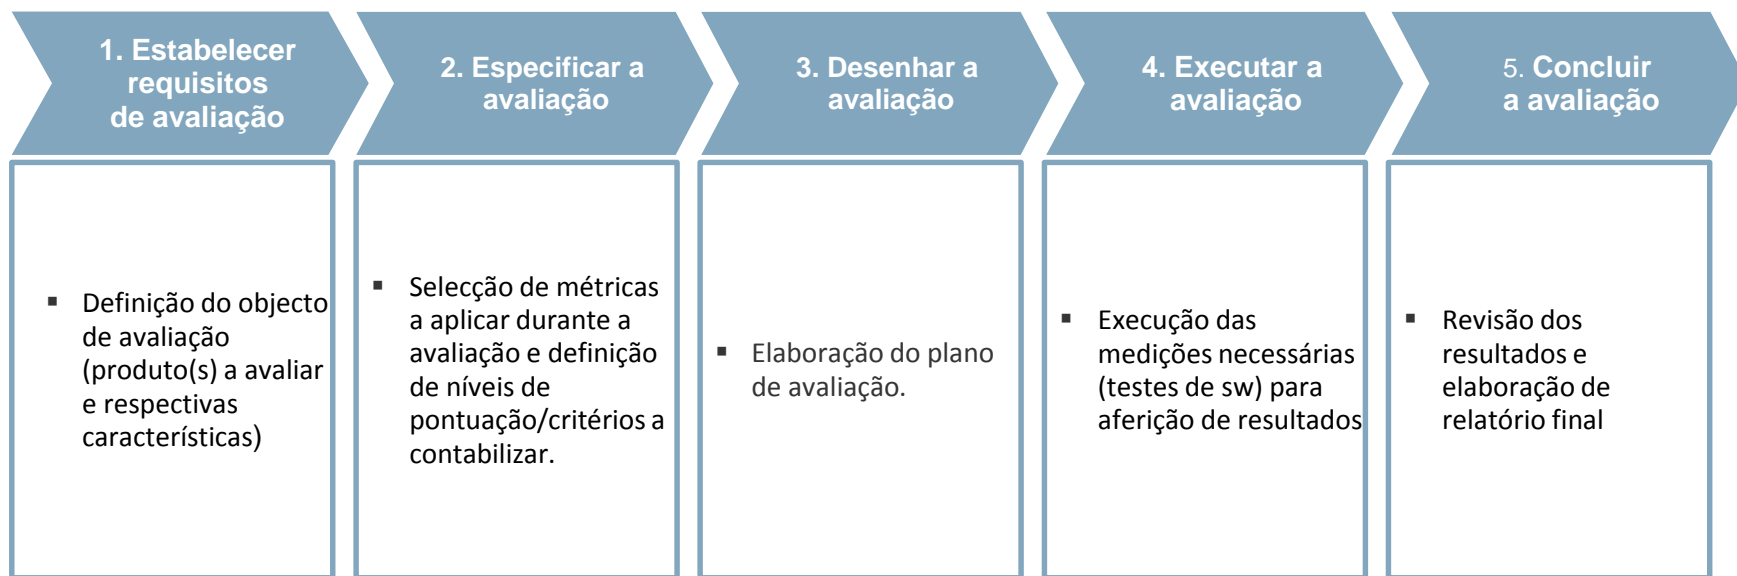 1. Estabelecer
requisitos
de avaliação
2. Especificar a
avaliação
3. Desenhar a
avaliação
4. Executar a
avaliação
5. Concluir
a avaliação
▪ Definição do objecto
de avaliação
(produto(s) a avaliar
e respectivas
características)
▪ Selecção de métricas
a aplicar durante a
avaliação e definição
de níveis de
pontuação/critérios a
contabilizar.
▪ Elaboração do plano
de avaliação.
▪ Execução das
medições necessárias
(testes de sw) para
aferição de resultados
▪ Revisão dos
resultados e
elaboração de
relatório final